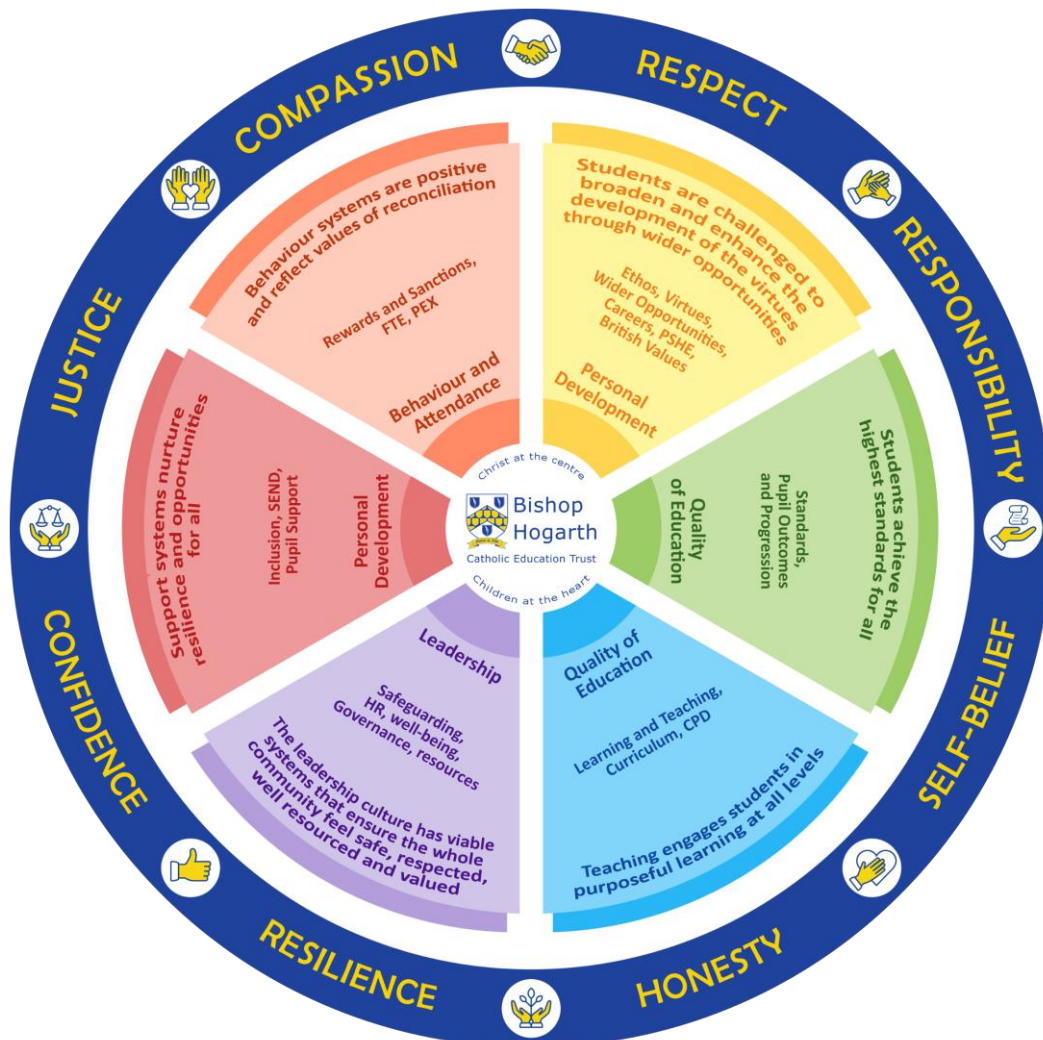 COMPASSION
RESPECT
RESPONSIBILITY
SELF-BELIEF
HONESTY
RESILIENCE
CONFIDENCE
JUSTICE
Behaviour systems are positive
and reflect values of reconciliation
Rewards and Sanctions,
FTE, PEX
Behaviour and
Attendance
Students are challenged to
broaden and enhance the
development of the virtues
through wider opportunities
Ethos, Virtues,
Wider Opportunities,
Careers, PSHE,
British Values
Personal
Development
Students achieve the
highest standards for all
Standards,
Pupil Outcomes
and Progression
Quality
of Education
Quality of
Education
Learning and Teaching,
Curriculum, CPD
Teaching engages students in
purposeful learning at all levels
Leadership
Safeguarding,
HR, well-being,
Governance, resources
The leadership culture has viable
systems that ensure the whole
community feel safe, respected,
well resourced and valued
Support systems nurture
resilience and opportunities
for all
Inclusion, SEND,
Pupil Support
Personal
Development
Christ at the centre
Bishop
Hogarth
Catholic Education Trust
Children at the heart